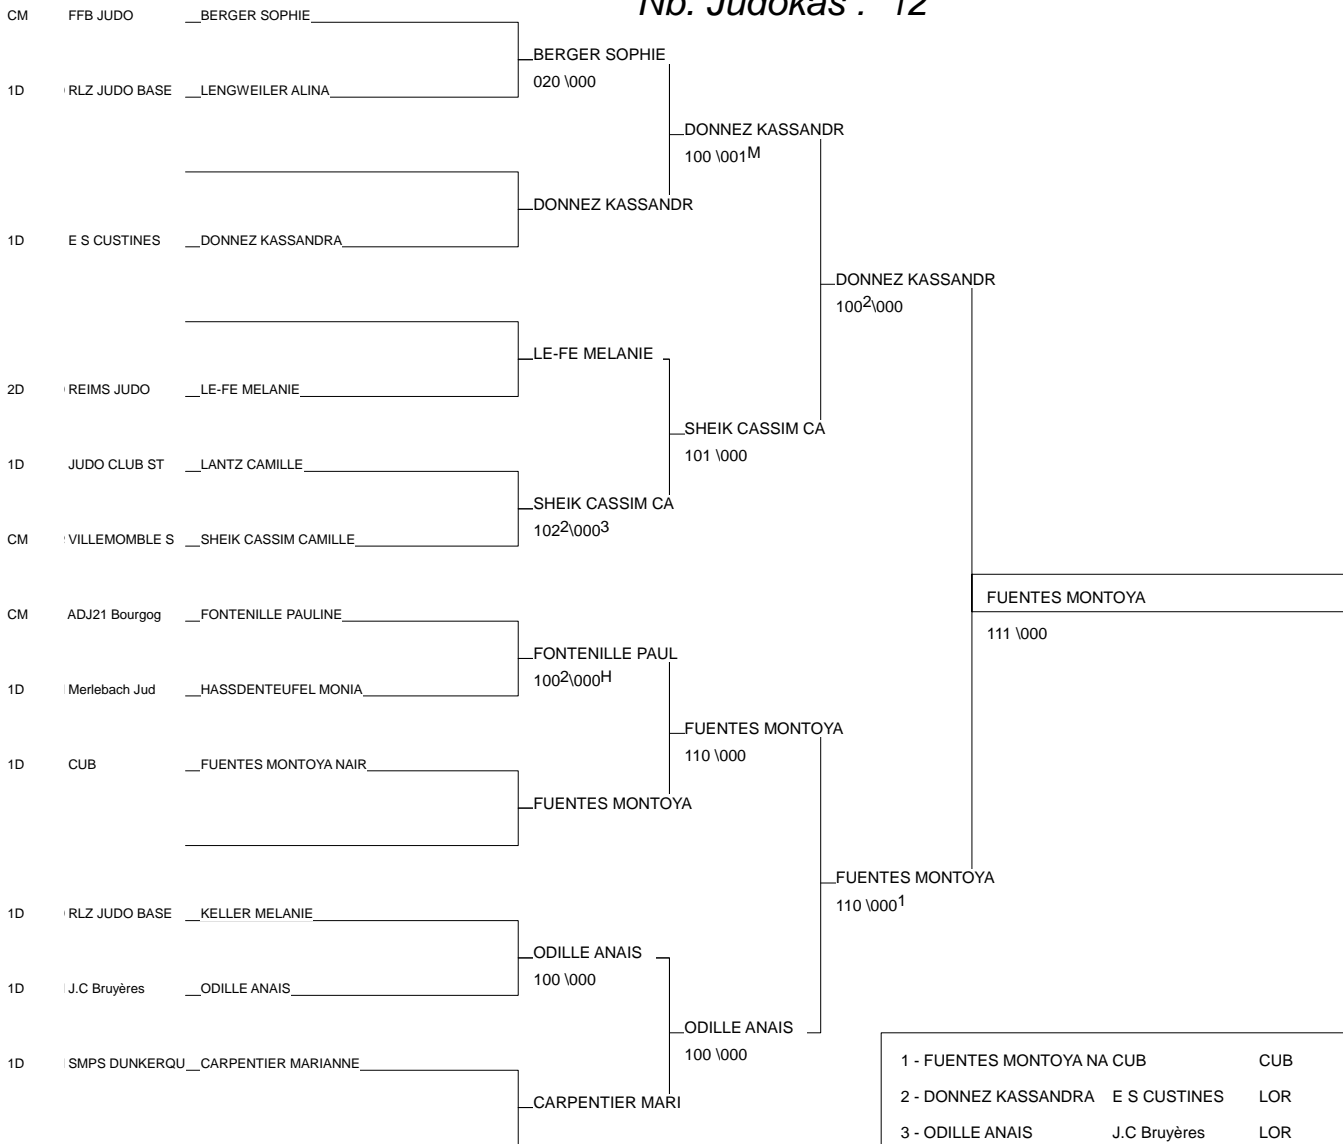 Nb. Judokas : 12
CM FFB JUDO BERGER SOPHIE
BERGER SOPHIE
020 \000
1D RLZ JUDO BASE LENGWEILER ALINA
DONNEZ KASSANDR
100 \001M
DONNEZ KASSANDR
1D E S CUSTINES DONNEZ KASSANDRA
DONNEZ KASSANDR
1002\000
LE-FE MELANIE
2D REIMS JUDO LE-FE MELANIE
SHEIK CASSIM CA
101 \000
1D JUDO CLUB ST LANTZ CAMILLE
SHEIK CASSIM CA
1022\0003
CM VILLEMOMBLE S SHEIK CASSIM CAMILLE
FUENTES MONTOYA
111 \000
CM ADJ21 Bourgog FONTENILLE PAULINE
FONTENILLE PAUL
1002\000H
1D Merlebach Jud HASSDENTEUFEL MONIA
FUENTES MONTOYA
110 \000
1D CUB FUENTES MONTOYA NAIR
FUENTES MONTOYA
FUENTES MONTOYA
110 \0001
1D RLZ JUDO BASE KELLER MELANIE
ODILLE ANAIS
100 \000
1D J.C Bruyères ODILLE ANAIS
ODILLE ANAIS
100 \000
1D SMPS DUNKERQU CARPENTIER MARIANNE
CARPENTIER MARI
1 - FUENTES MONTOYA NA CUB CUB
2 - DONNEZ KASSANDRA E S CUSTINES LOR
3 - ODILLE ANAIS J.C Bruyères LOR